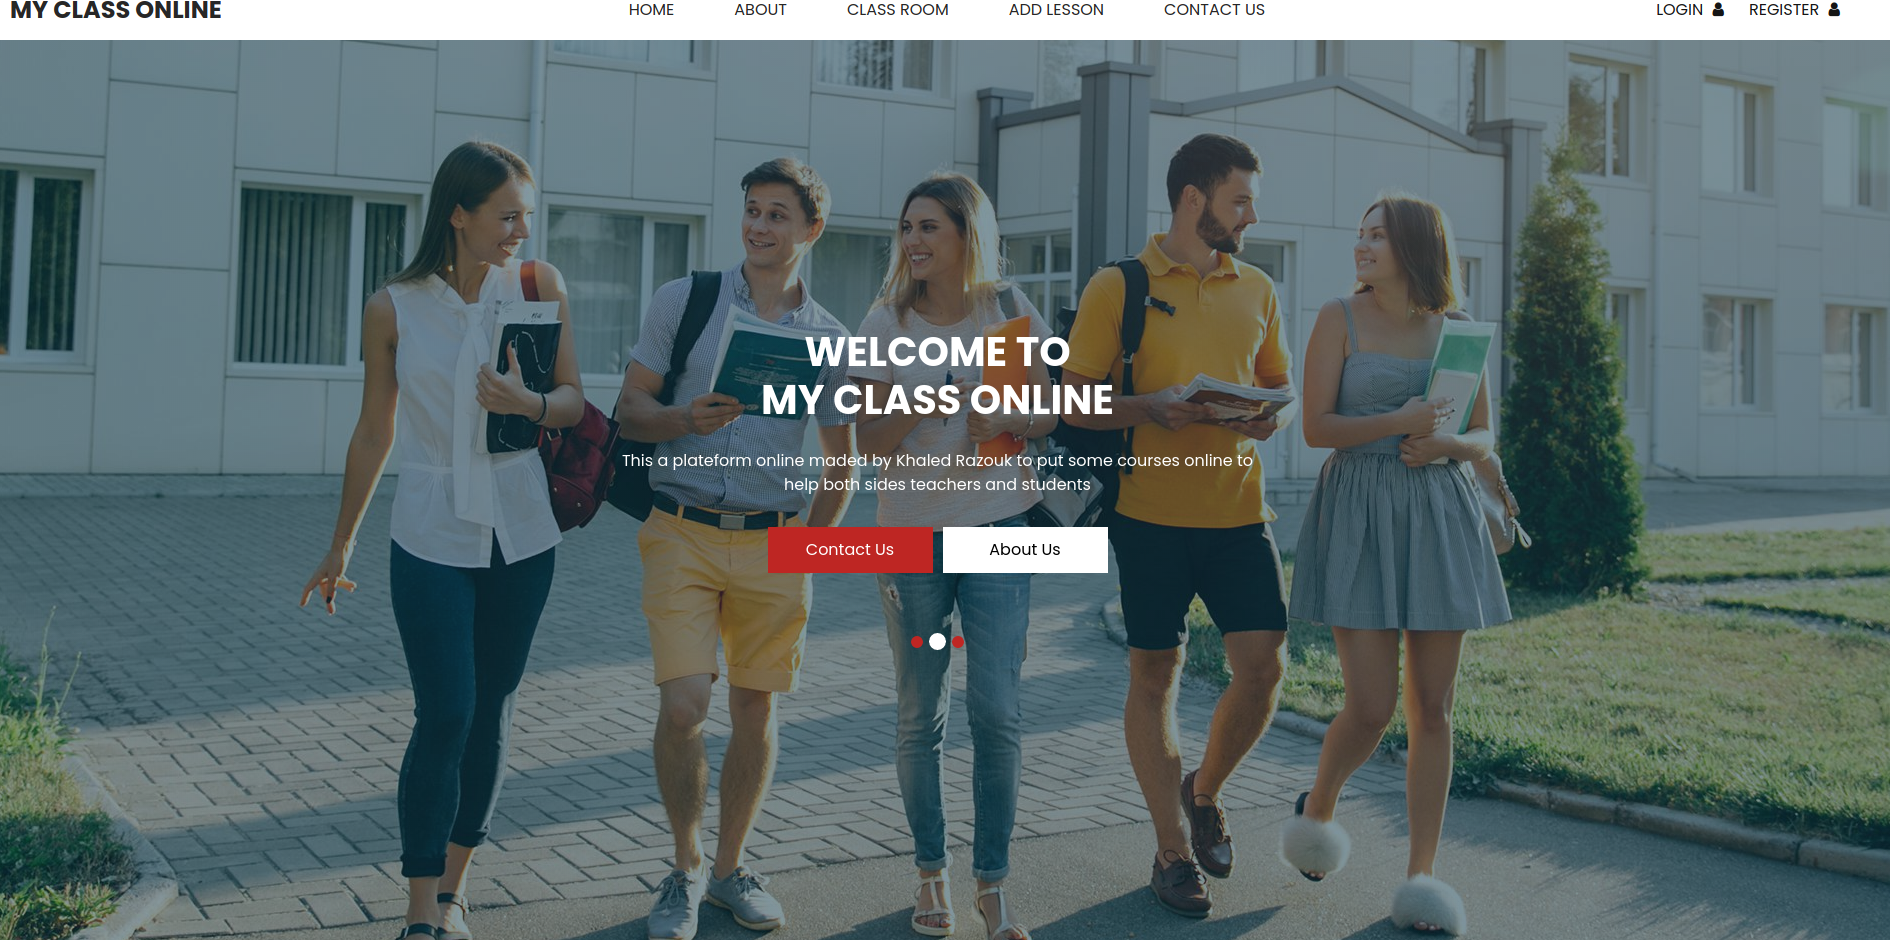 MY CLASS ONLINE
HOME
ABOUT
CLASS ROOM
ADD LESSON
CONTACT US
LOGIN
REGISTER
WELCOME TO
MY CLASS ONLINE
This a plateform online maded by Khaled Razouk to put some courses online to
help both sides teachers and students
Contact Us
About Us